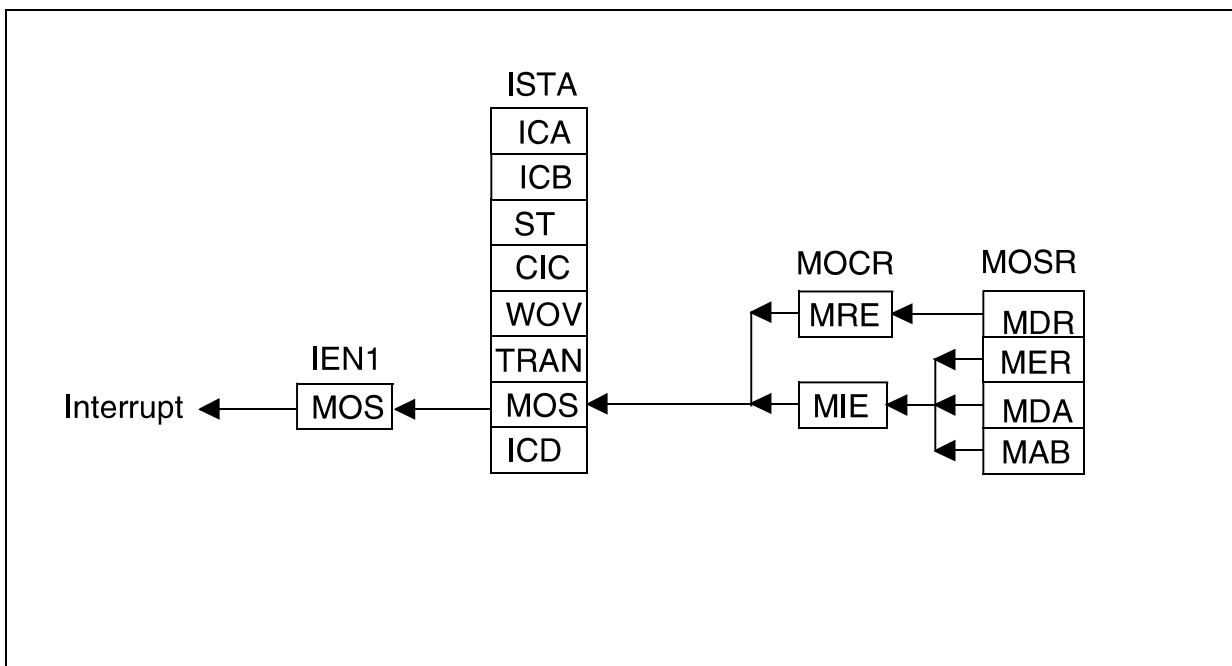 ISTA
ICA
ICB
ST
CIC
WOV
TRAN
MOS
ICD
IEN1
MOS
Interrupt
MOCR
MRE
MIE
MOSR
MDR
MER
MDA
MAB